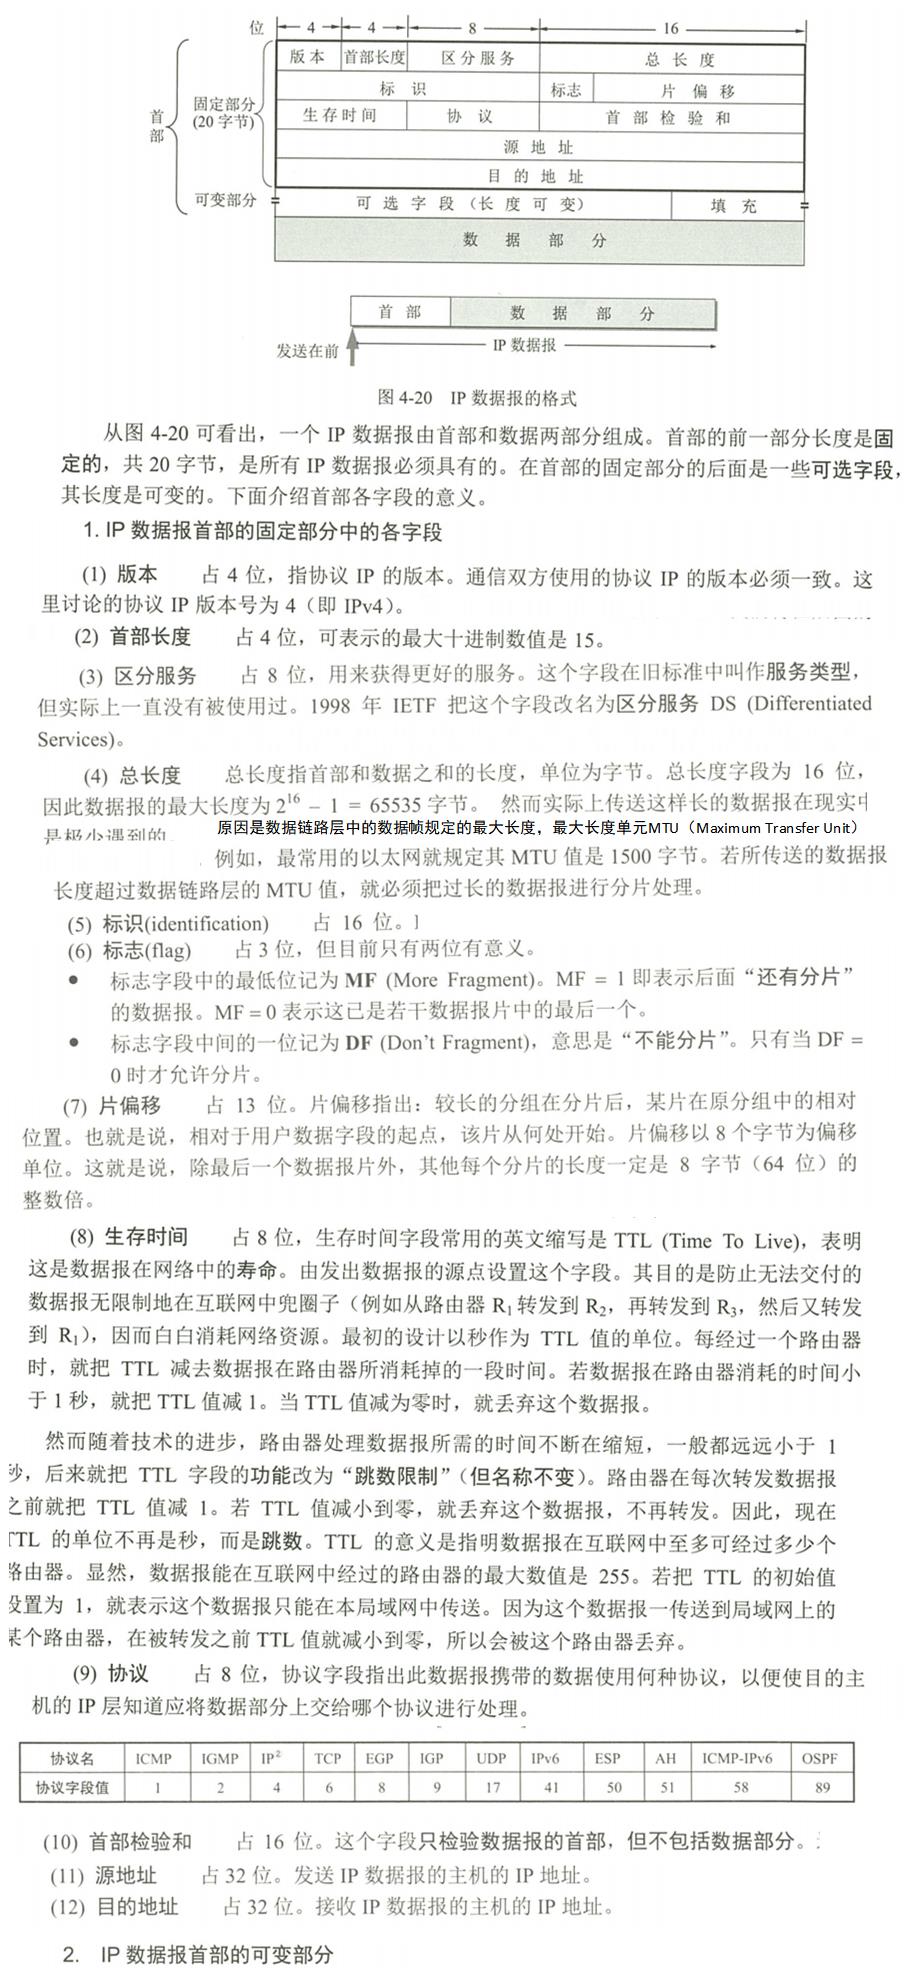 位 4 4 8 16
版本 首部长度 区分服务 总长度
标识 标志 片偏移
首部 固定部分 (20 字节)
生存时间 协议 首部检验和
源地址
目的地址
可变部分 可选字段（长度可变） 填充
数据部分
首部 数据部分
发送在前 IP 数据报
图 4-20 IP 数据报的格式
从图 4-20 可看出，一个 IP 数据报由首部和数据两部分组成。首部的前一部分长度是固
定的，共 20 字节，是所有 IP 数据报必须具有的。在首部的固定部分的后面是一些可选字段，
其长度是可变的。下面介绍首部各字段的意义。
1. IP 数据报首部的固定部分中的各字段
(1) 版本 占 4 位，指协议 IP 的版本。通信双方使用的协议 IP 的版本必须一致。这
里讨论的协议 IP 版本号为 4（即 IPv4）。
(2) 首部长度 占 4 位，可表示的最大十进制数值是 15。
(3) 区分服务 占 8 位，用来获得更好的服务。这个字段在旧标准中叫作服务类型，
但实际上一直没有被使用过。1998 年 IETF 把这个字段改名为区分服务 DS (Differentiated
Services)。
(4) 总长度 总长度指首部和数据之和的长度，单位为字节。总长度字段为 16 位，
因此数据报的最大长度为 2¹⁶ – 1 = 65535 字节。 然而实际上传送这样长的数据报在现实中
是极少遇到的 原因是数据链路层中的数据帧规定的最大长度，最大长度单元MTU（Maximum Transfer Unit）
例如，最常用的以太网就规定其 MTU 值是 1500 字节。若所传送的数据报
长度超过数据链路层的 MTU 值，就必须把过长的数据报进行分片处理。
(5) 标识(identification) 占 16 位。
(6) 标志(flag) 占 3 位，但目前只有两位有意义。
● 标志字段中的最低位记为 MF (More Fragment)。MF = 1 即表示后面“还有分片”
的数据报。MF = 0 表示这已是若干数据报片中的最后一个。
● 标志字段中间的一位记为 DF (Don't Fragment)，意思是“不能分片”。只有当 DF =
0 时才允许分片。
(7) 片偏移 占 13 位。片偏移指出：较长的分组在分片后，某片在原分组中的相对
位置。也就是说，相对于用户数据字段的起点，该片从何处开始。片偏移以 8 个字节为偏移
单位。这就是说，除最后一个数据报片外，其他每个分片的长度一定是 8 字节（64 位）的
整数倍。
(8) 生存时间 占 8 位，生存时间字段常用的英文缩写是 TTL (Time To Live)，表明
这是数据报在网络中的寿命。由发出数据报的源点设置这个字段。其目的是防止无法交付的
数据报无限制地在互联网中兜圈子（例如从路由器 R₁ 转发到 R₂，再转发到 R₃，然后又转发
到 R₁），因而白白消耗网络资源。最初的设计以秒作为 TTL 值的单位。每经过一个路由器
时，就把 TTL 减去数据报在路由器所消耗掉的一段时间。若数据报在路由器消耗的时间小
于 1 秒，就把 TTL 值减 1。当 TTL 值减为零时，就丢弃这个数据报。
然而随着技术的进步，路由器处理数据报所需的时间不断在缩短，一般都远远小于 1
秒，后来就把 TTL 字段的功能改为“跳数限制”（但名称不变）。路由器在每次转发数据报
之前就把 TTL 值减 1。若 TTL 值减小到零，就丢弃这个数据报，不再转发。因此，现在
TTL 的单位不再是秒，而是跳数。TTL 的意义是指明数据报在互联网中至多可经过多少个
路由器。显然，数据报能在互联网中经过的路由器的最大数值是 255。若把 TTL 的初始值
设置为 1，就表示这个数据报只能在本局域网中传送。因为这个数据报一传送到局域网上的
某个路由器，在被转发之前 TTL 值就减小到零，所以会被这个路由器丢弃。
(9) 协议 占 8 位，协议字段指出此数据报携带的数据使用何种协议，以便使目的主
机的 IP 层知道应将数据部分上交给哪个协议进行处理。
协议名 ICMP IGMP IP② TCP EGP IGP UDP IPv6 ESP AH ICMP-IPv6 OSPF
协议字段值 1 2 4 6 8 9 17 41 50 51 58 89
(10) 首部检验和 占 16 位。这个字段只检验数据报的首部，但不包括数据部分。
(11) 源地址 占 32 位。发送 IP 数据报的主机的 IP 地址。
(12) 目的地址 占 32 位。接收 IP 数据报的主机的 IP 地址。
2. IP 数据报首部的可变部分